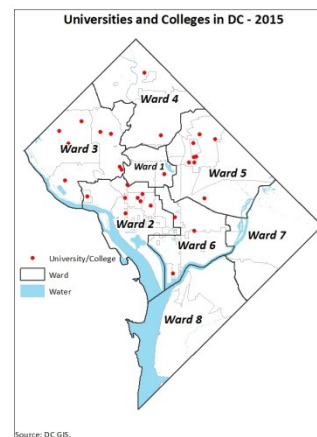 Universities and Colleges in DC - 2015
Ward 4
Ward 3
Ward 1
Ward 5
Ward 2
Ward 6
Ward 7
Ward 8
University/College
Ward
Water
Source: DC GIS.